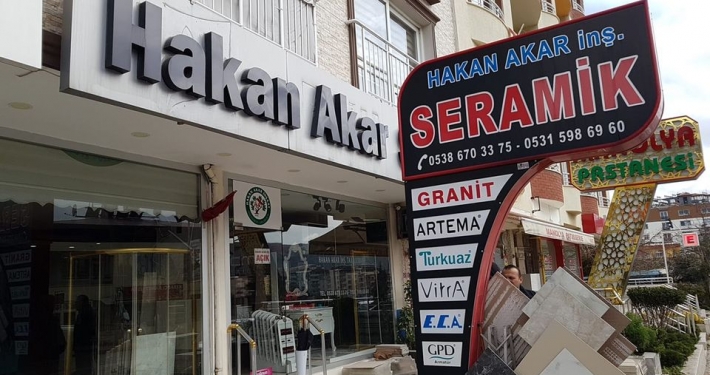 Hakan Akar
HAKAN AKAR inş.
SERAMİK
0538 670 33 75 - 0531 598 69 60
GRANİT
ARTEMA
Turkuaz
VitrA
E.C.A.
GPD
PASTANESİ
AÇIK
E